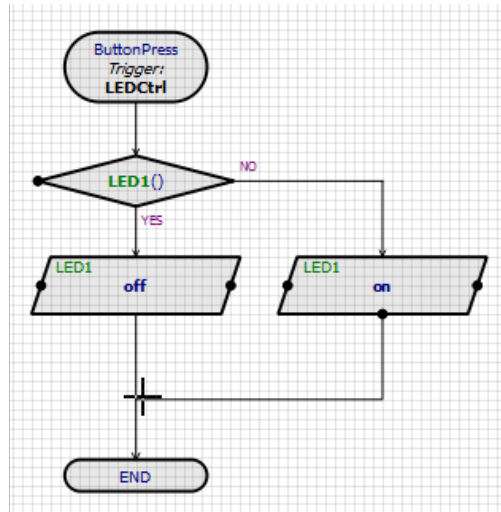 ButtonPress
Trigger:
LEDCtrl
LED1()
NO
YES
LED1
off
LED1
on
END